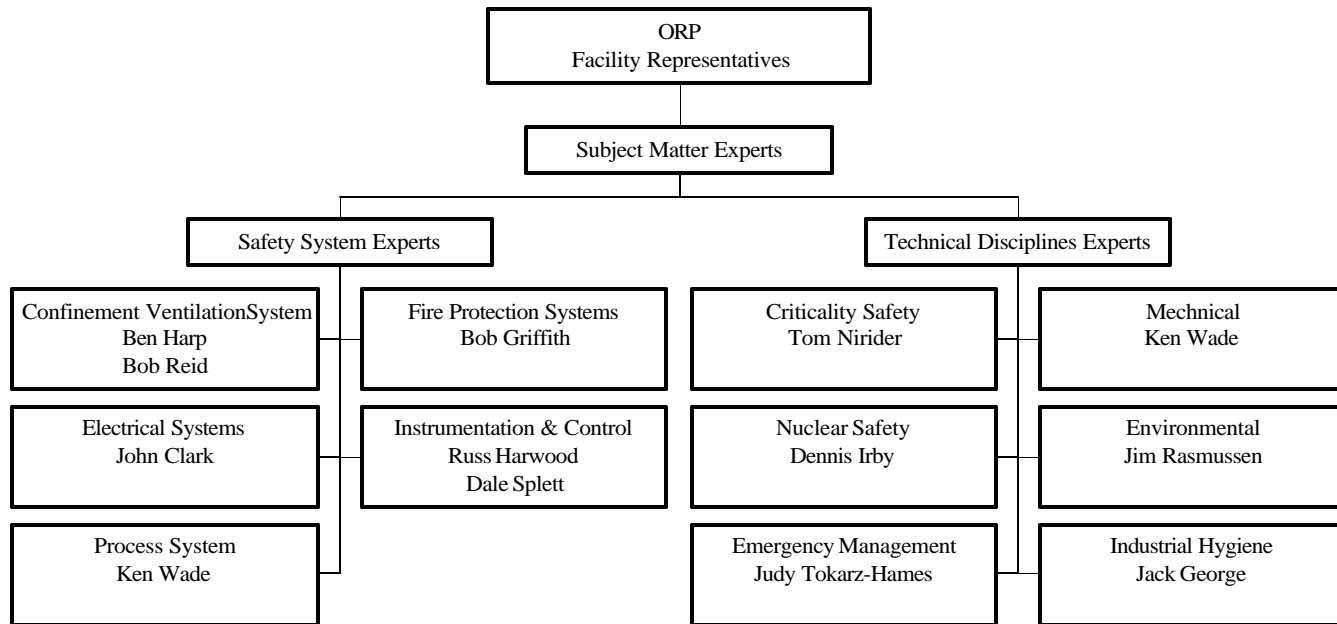 ORP
Facility Representatives
Subject Matter Experts
Safety System Experts
Technical Disciplines Experts
Confinement VentilationSystem
Ben Harp
Bob Reid
Fire Protection Systems
Bob Griffith
Criticality Safety
Tom Nirider
Mechnical
Ken Wade
Electrical Systems
John Clark
Instrumentation & Control
Russ Harwood
Dale Splett
Nuclear Safety
Dennis Irby
Environmental
Jim Rasmussen
Process System
Ken Wade
Emergency Management
Judy Tokarz-Hames
Industrial Hygiene
Jack George